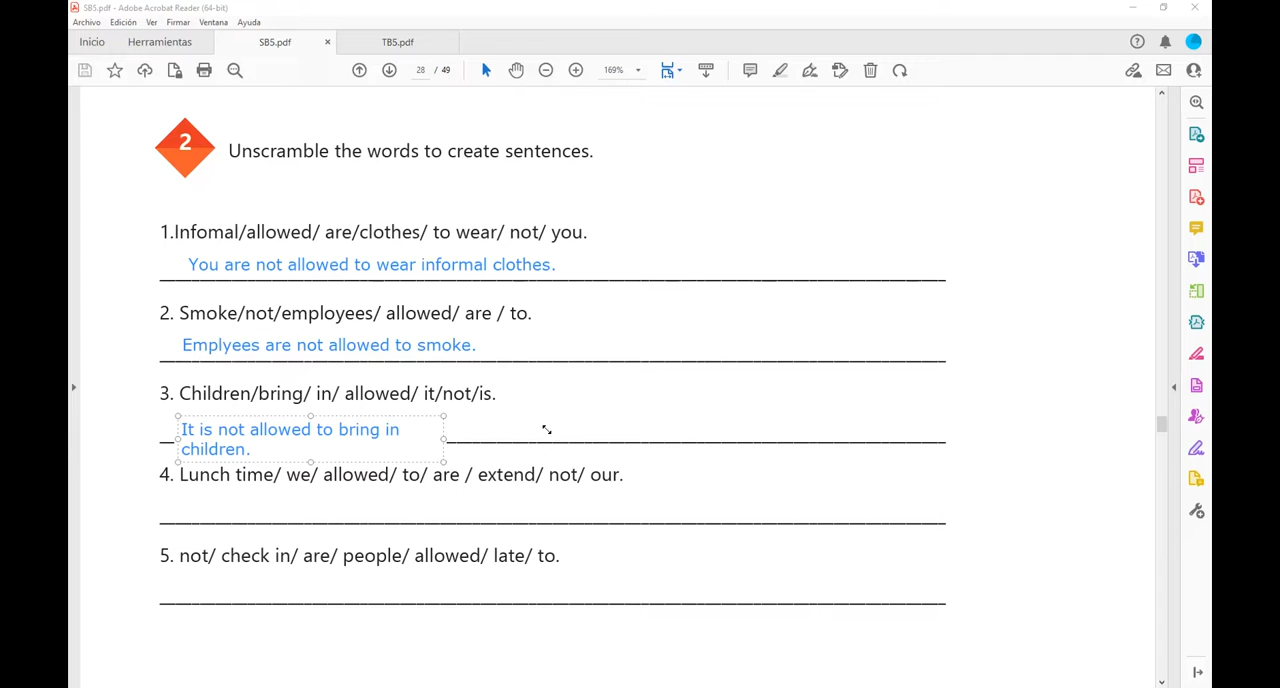 SB5.pdf - Adobe Acrobat Reader (64-bit)
Archivo Edición Ver Firmar Ventana Ayuda
Inicio Herramientas SB5.pdf × TB5.pdf
28 / 49 169%
2 Unscramble the words to create sentences.
1.Infomal/allowed/ are/clothes/ to wear/ not/ you.
You are not allowed to wear informal clothes.
2. Smoke/not/employees/ allowed/ are / to.
Emplyees are not allowed to smoke.
3. Children/bring/ in/ allowed/ it/not/is.
It is not allowed to bring in
children.
4. Lunch time/ we/ allowed/ to/ are / extend/ not/ our.
5. not/ check in/ are/ people/ allowed/ late/ to.